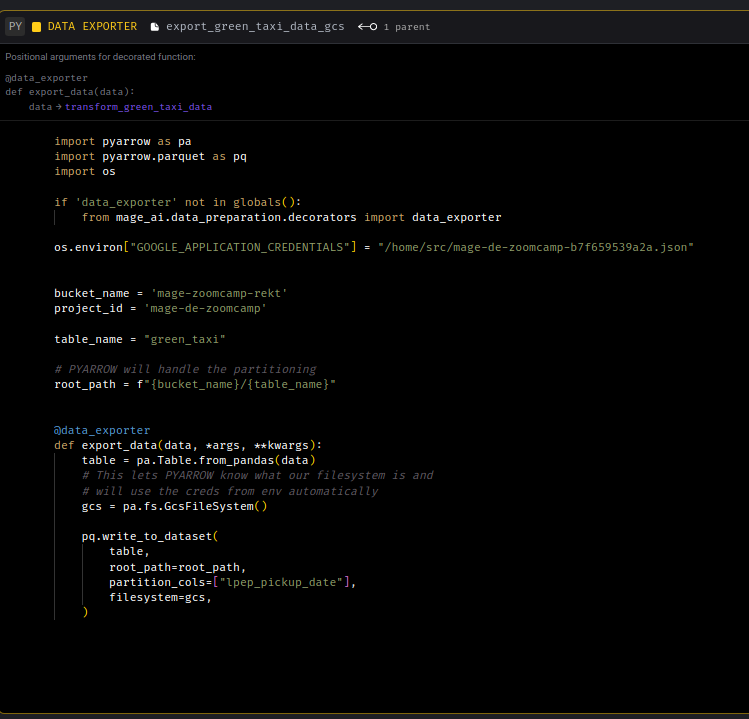 PY DATA EXPORTER export_green_taxi_data_gcs 1 parent
Positional arguments for decorated function:
@data_exporter
def export_data(data):
    data → transform_green_taxi_data
import pyarrow as pa
import pyarrow.parquet as pq
import os
if 'data_exporter' not in globals():
    from mage_ai.data_preparation.decorators import data_exporter
os.environ["GOOGLE_APPLICATION_CREDENTIALS"] = "/home/src/mage-de-zoomcamp-b7f659539a2a.json"
bucket_name = 'mage-zoomcamp-rekt'
project_id = 'mage-de-zoomcamp'
table_name = "green_taxi"
# PYARROW will handle the partitioning
root_path = f"{bucket_name}/{table_name}"
@data_exporter
def export_data(data, *args, **kwargs):
    table = pa.Table.from_pandas(data)
    # This lets PYARROW know what our filesystem is and
    # will use the creds from env automatically
    gcs = pa.fs.GcsFileSystem()
    pq.write_to_dataset(
        table,
        root_path=root_path,
        partition_cols=["lpep_pickup_date"],
        filesystem=gcs,
    )